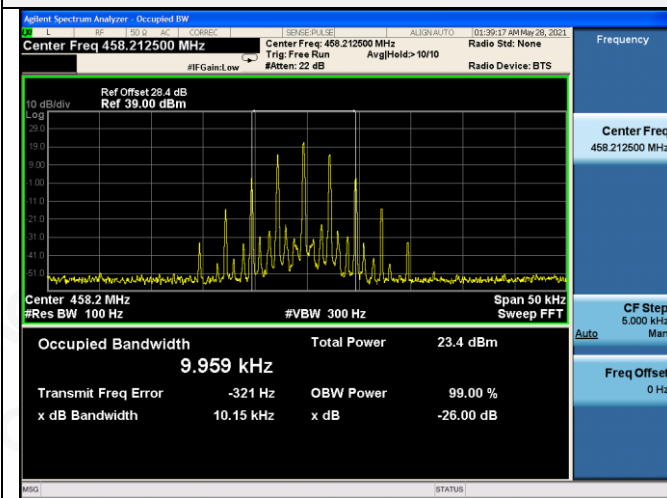 Agilent Spectrum Analyzer - Occupied BW
L RF 50 Ω AC CORREC SENSE:PULSE ALIGN AUTO 01:39:17 AM May 28, 2021
Center Freq 458.212500 MHz
Center Freq: 458.212500 MHz
Radio Std: None
Trig: Free Run Avg|Hold:> 10/10
#IFGain:Low #Atten: 22 dB Radio Device: BTS
Frequency
Ref Offset 28.4 dB
10 dB/div Ref 39.00 dBm
Log
29.0
19.0
9.00
-1.00
-11.0
-21.0
-31.0
-41.0
-51.0
Center 458.2 MHz Span 50 kHz
#Res BW 100 Hz #VBW 300 Hz Sweep FFT
Occupied Bandwidth Total Power 23.4 dBm
9.959 kHz
Transmit Freq Error -321 Hz OBW Power 99.00 %
x dB Bandwidth 10.15 kHz x dB -26.00 dB
Center Freq
458.212500 MHz
CF Step
5.000 kHz
Auto Man
Freq Offset
0 Hz
MSG STATUS